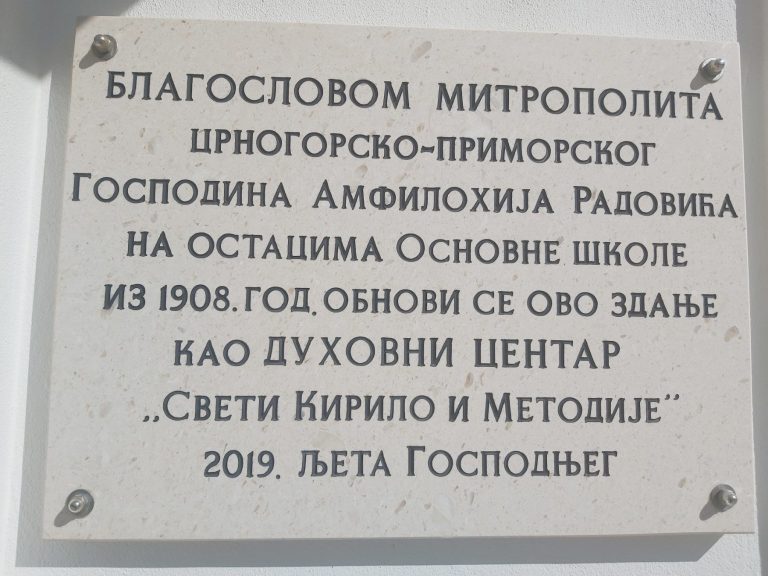 БЛАГОСЛОВОМ МИТРОПОЛИТА
ЦРНОГОРСКО-ПРИМОРСКОГ
ГОСПОДИНА АМФИЛОХИЈА РАДОВИЋА
НА ОСТАЦИМА ОСНОВНЕ ШКОЛЕ
ИЗ 1908. ГОД. ОБНОВИ СЕ ОВО ЗДАЊЕ
КАО ДУХОВНИ ЦЕНТАР
„СВЕТИ КИРИЛО И МЕТОДИЈЕ”
2019. ЉЕТА ГОСПОДЊЕГ